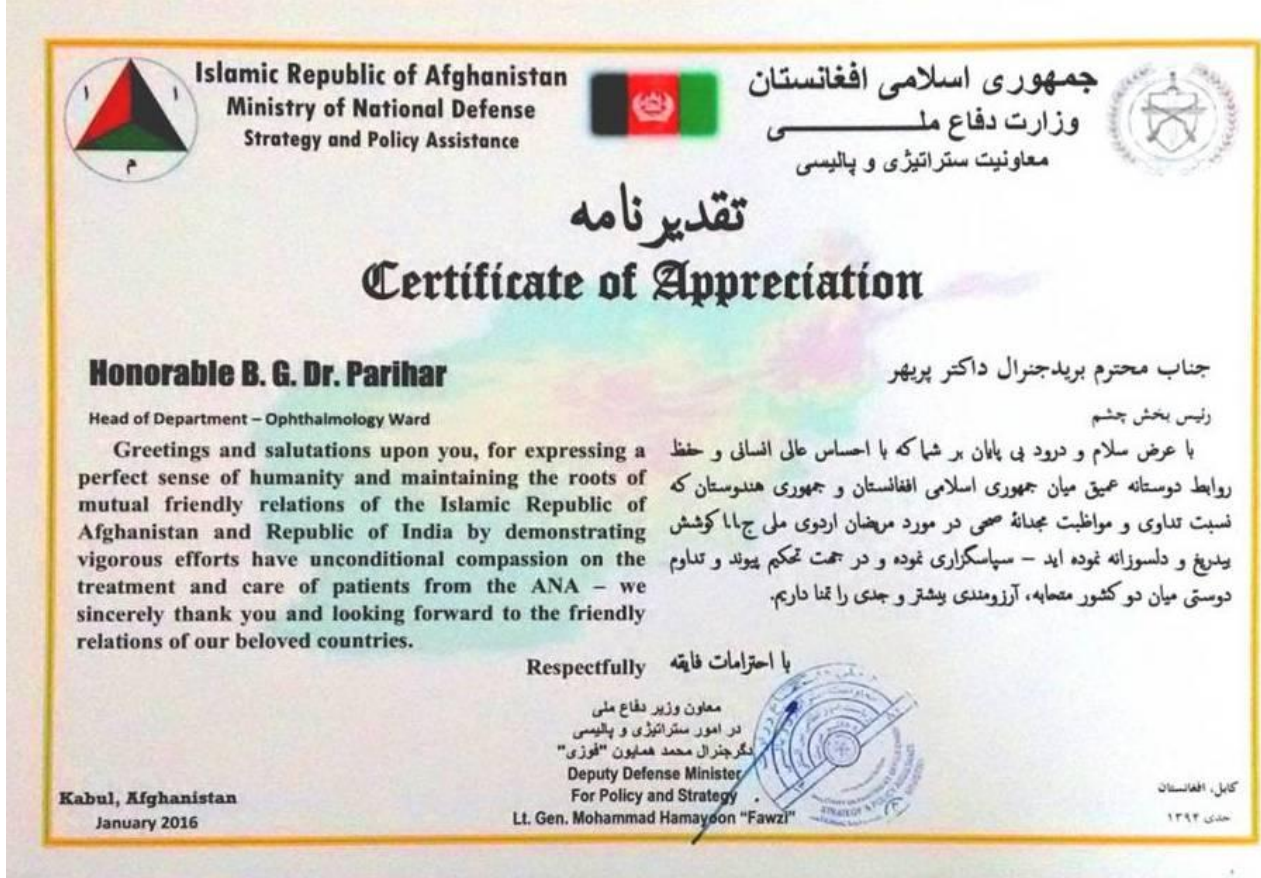 Islamic Republic of Afghanistan
Ministry of National Defense
Strategy and Policy Assistance
جمهوری اسلامی افغانستان
وزارت دفاع ملی
معاونیت ستراتیژی و پالیسی
ا
ا
م
تقدیرنامه
Certificate of Appreciation
Honorable B. G. Dr. Parihar
Head of Department – Ophthalmology Ward
Greetings and salutations upon you, for expressing a
perfect sense of humanity and maintaining the roots of
mutual friendly relations of the Islamic Republic of
Afghanistan and Republic of India by demonstrating
vigorous efforts have unconditional compassion on the
treatment and care of patients from the ANA – we
sincerely thank you and looking forward to the friendly
relations of our beloved countries.
Respectfully
جناب محترم بریدجنرال داکتر پریهر
رئیس بخش چشم
با عرض سلام و درود بی پایان بر شما که با احساس عالی انسانی و حفظ
روابط دوستانه عمیق میان جمهوری اسلامی افغانستان و جمهوری هندوستان که
نسبت تداوی و مواظبت مجدانهٔ صحی در مورد مریضان اردوی ملی ج.ا.ا کوشش
بیدریغ و دلسوزانه نموده اید – سپاسگزاری نموده و در جهت تحکیم پیوند و تداوم
دوستی میان دو کشور متحابه، آرزومندی بیشتر و جدی را تمنا داریم.
با احترامات فایقه
معاون وزیر دفاع ملی
در امور ستراتیژی و پالیسی
دگرجنرال محمد همایون "فوزی"
Deputy Defense Minister
For Policy and Strategy
Lt. Gen. Mohammad Hamayoon "Fawzi"
Kabul, Afghanistan
January 2016
کابل، افغانستان
جدی ۱۳۹۴